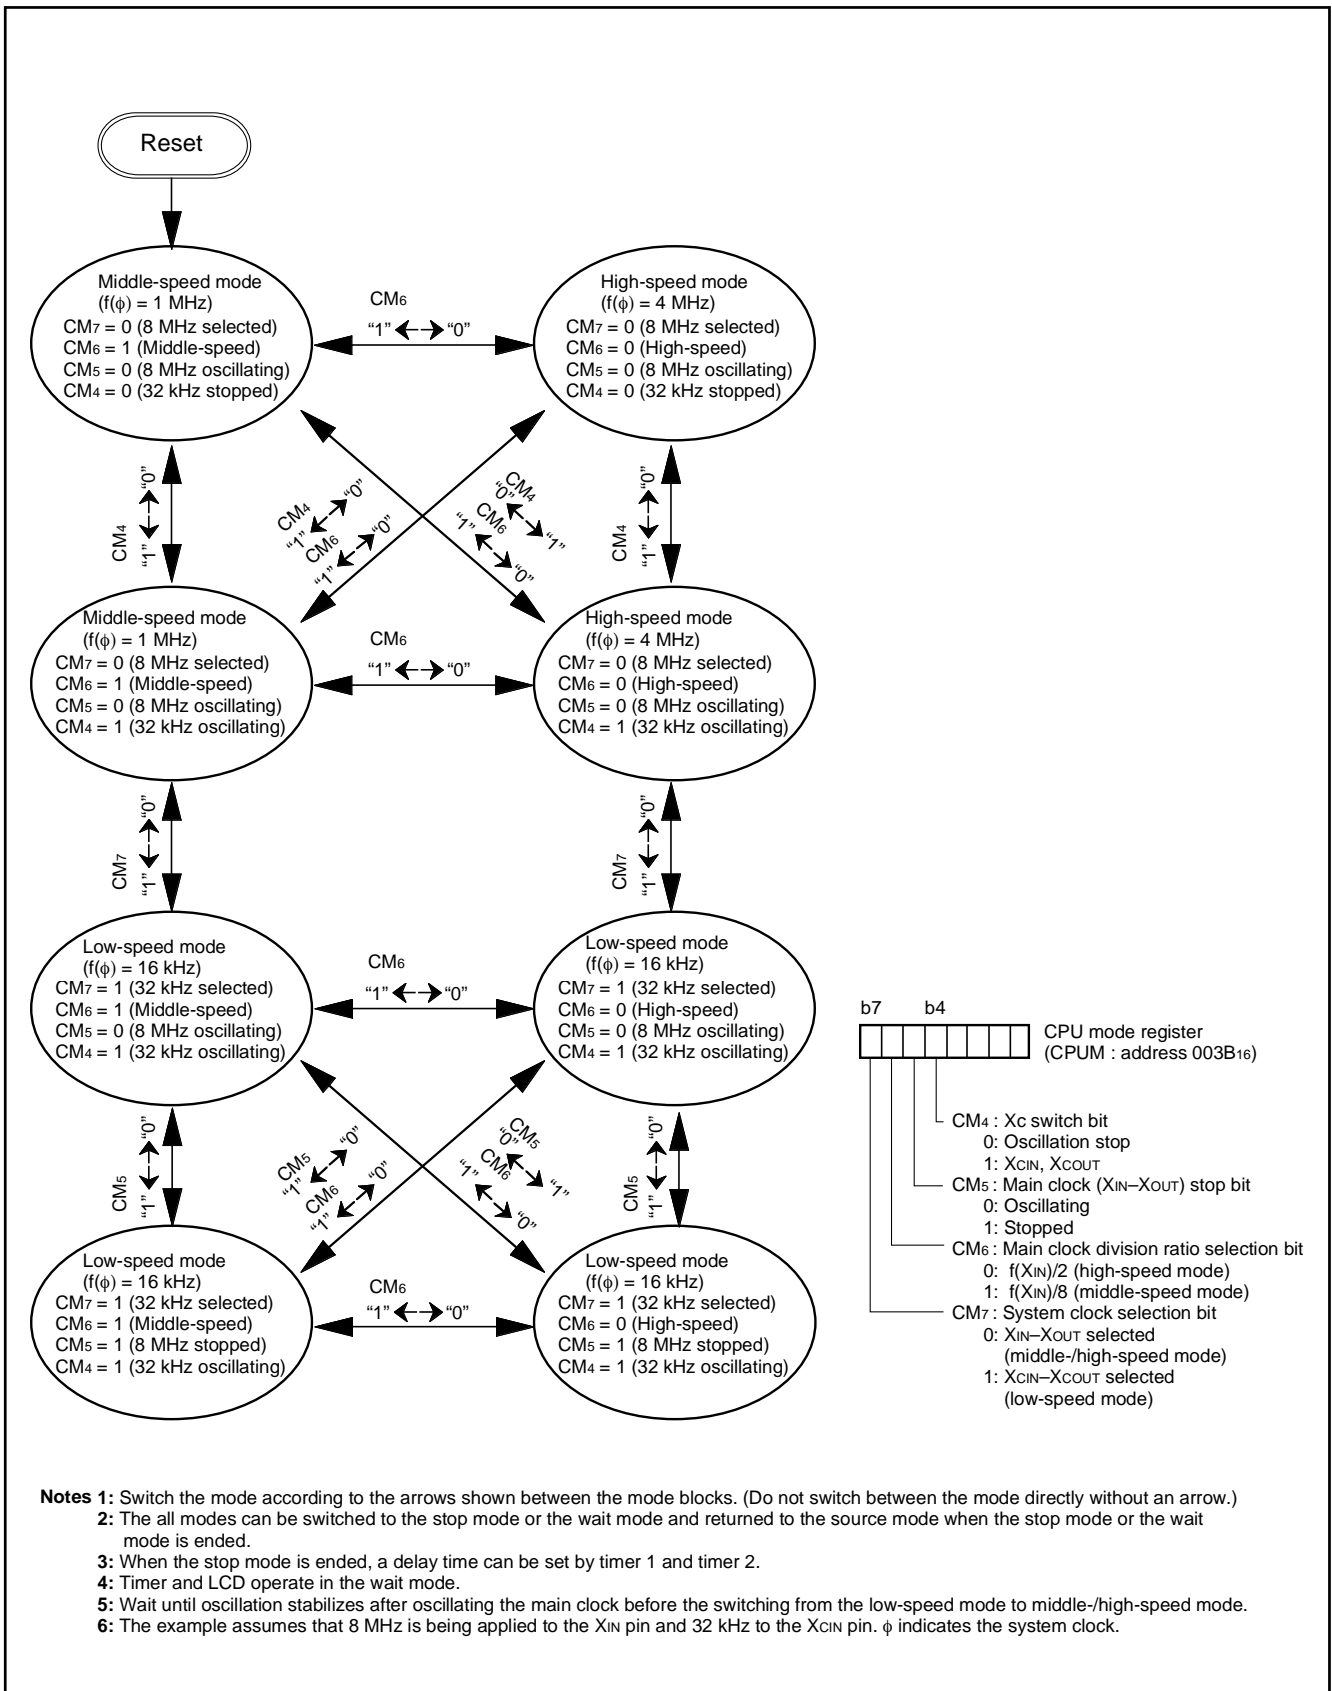 Reset
Middle-speed mode
(f(ϕ) = 1 MHz)
CM7 = 0 (8 MHz selected)
CM6 = 1 (Middle-speed)
CM5 = 0 (8 MHz oscillating)
CM4 = 0 (32 kHz stopped)
CM6
“1” “0”
High-speed mode
(f(ϕ) = 4 MHz)
CM7 = 0 (8 MHz selected)
CM6 = 0 (High-speed)
CM5 = 0 (8 MHz oscillating)
CM4 = 0 (32 kHz stopped)
CM4
“1” “0”
CM4
“1” “0”
CM6
“1” “0”
CM4
“0” “1”
CM6
“1” “0”
CM4
“1” “0”
Middle-speed mode
(f(ϕ) = 1 MHz)
CM7 = 0 (8 MHz selected)
CM6 = 1 (Middle-speed)
CM5 = 0 (8 MHz oscillating)
CM4 = 1 (32 kHz oscillating)
CM6
“1” “0”
High-speed mode
(f(ϕ) = 4 MHz)
CM7 = 0 (8 MHz selected)
CM6 = 0 (High-speed)
CM5 = 0 (8 MHz oscillating)
CM4 = 1 (32 kHz oscillating)
CM7
“1” “0”
CM7
“1” “0”
Low-speed mode
(f(ϕ) = 16 kHz)
CM7 = 1 (32 kHz selected)
CM6 = 1 (Middle-speed)
CM5 = 0 (8 MHz oscillating)
CM4 = 1 (32 kHz oscillating)
CM6
“1” “0”
Low-speed mode
(f(ϕ) = 16 kHz)
CM7 = 1 (32 kHz selected)
CM6 = 0 (High-speed)
CM5 = 0 (8 MHz oscillating)
CM4 = 1 (32 kHz oscillating)
CM5
“1” “0”
CM5
“1” “0”
CM6
“1” “0”
CM5
“0” “1”
CM6
“1” “0”
CM5
“1” “0”
Low-speed mode
(f(ϕ) = 16 kHz)
CM7 = 1 (32 kHz selected)
CM6 = 1 (Middle-speed)
CM5 = 1 (8 MHz stopped)
CM4 = 1 (32 kHz oscillating)
CM6
“1” “0”
Low-speed mode
(f(ϕ) = 16 kHz)
CM7 = 1 (32 kHz selected)
CM6 = 0 (High-speed)
CM5 = 1 (8 MHz stopped)
CM4 = 1 (32 kHz oscillating)
b7 b4
CPU mode register
(CPUM : address 003B16)
CM4 : Xc switch bit
0: Oscillation stop
1: XCIN, XCOUT
CM5 : Main clock (XIN–XOUT) stop bit
0: Oscillating
1: Stopped
CM6 : Main clock division ratio selection bit
0: f(XIN)/2 (high-speed mode)
1: f(XIN)/8 (middle-speed mode)
CM7 : System clock selection bit
0: XIN–XOUT selected
(middle-/high-speed mode)
1: XCIN–XCOUT selected
(low-speed mode)
Notes 1: Switch the mode according to the arrows shown between the mode blocks. (Do not switch between the mode directly without an arrow.)
2: The all modes can be switched to the stop mode or the wait mode and returned to the source mode when the stop mode or the wait
mode is ended.
3: When the stop mode is ended, a delay time can be set by timer 1 and timer 2.
4: Timer and LCD operate in the wait mode.
5: Wait until oscillation stabilizes after oscillating the main clock before the switching from the low-speed mode to middle-/high-speed mode.
6: The example assumes that 8 MHz is being applied to the XIN pin and 32 kHz to the XCIN pin. ϕ indicates the system clock.